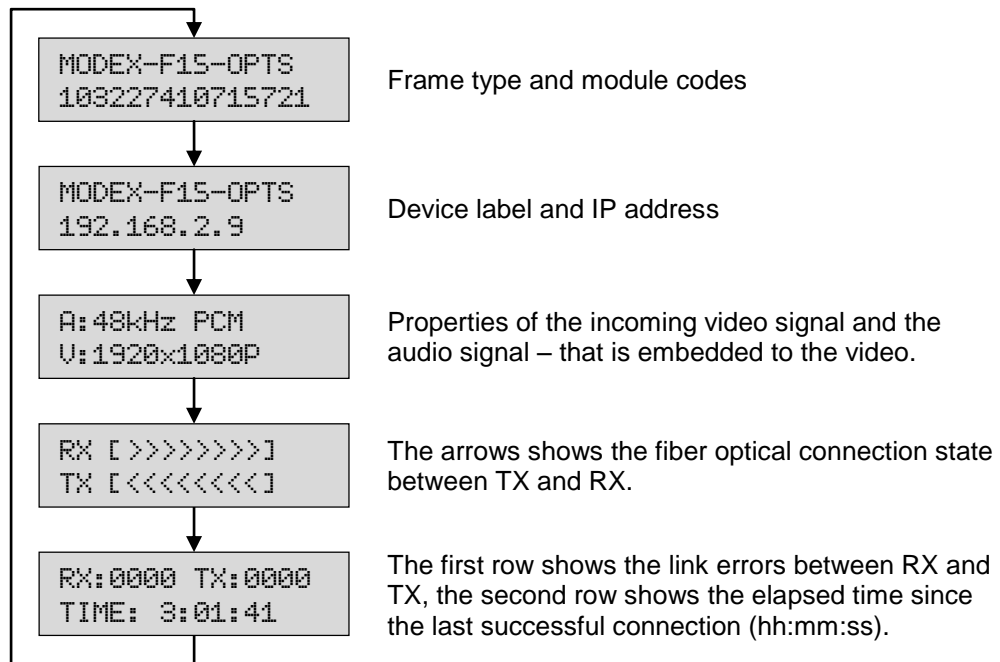 MODEX-F15-OPTS
103227410715721
Frame type and module codes
MODEX-F15-OPTS
192.168.2.9
Device label and IP address
A:48kHz PCM
V:1920x1080P
Properties of the incoming video signal and the
audio signal – that is embedded to the video.
RX [>>>>>>>>]
TX [<<<<<<<<]
The arrows shows the fiber optical connection state
between TX and RX.
RX:0000 TX:0000
TIME: 3:01:41
The first row shows the link errors between RX and
TX, the second row shows the elapsed time since
the last successful connection (hh:mm:ss).